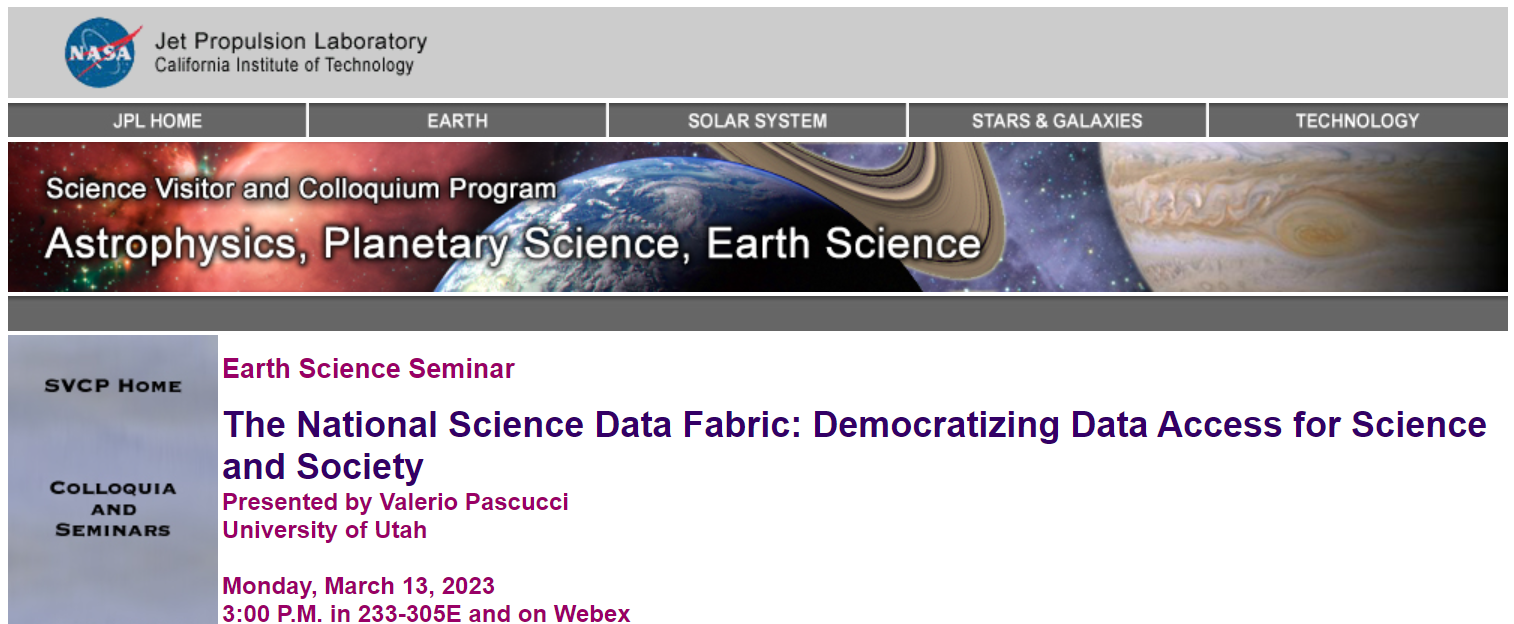 NASA
Jet Propulsion Laboratory
California Institute of Technology
JPL HOME
EARTH
SOLAR SYSTEM
STARS & GALAXIES
TECHNOLOGY
Science Visitor and Colloquium Program
Astrophysics, Planetary Science, Earth Science
SVCP HOME
COLLOQUIA
AND
SEMINARS
Earth Science Seminar
The National Science Data Fabric: Democratizing Data Access for Science
and Society
Presented by Valerio Pascucci
University of Utah
Monday, March 13, 2023
3:00 P.M. in 233-305E and on Webex